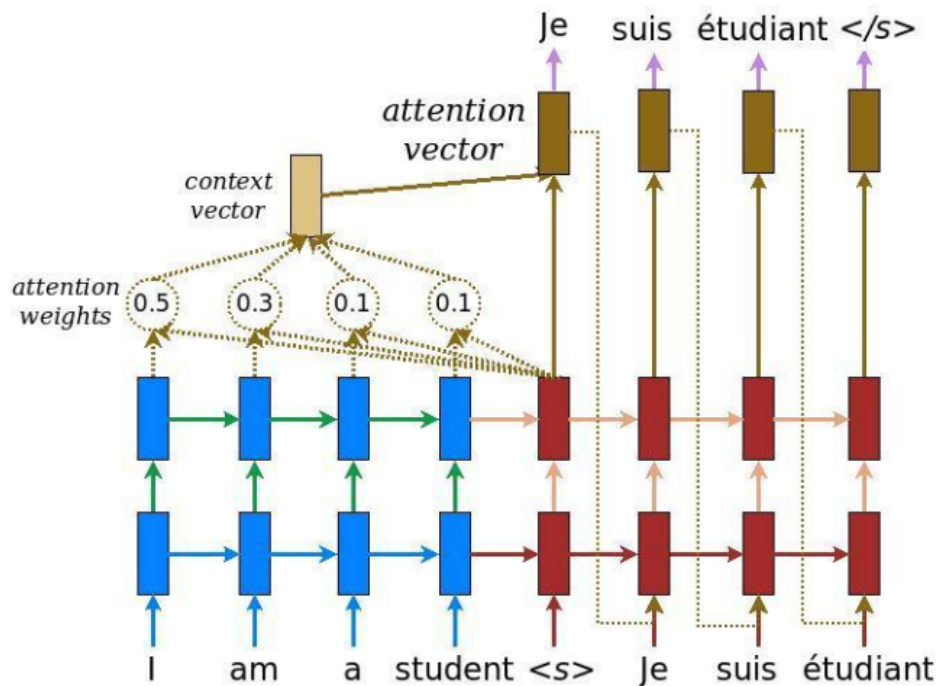 Je suis étudiant </s>
attention
vector
context
vector
attention
weights
0.5 0.3 0.1 0.1
I am a student <s> Je suis étudiant